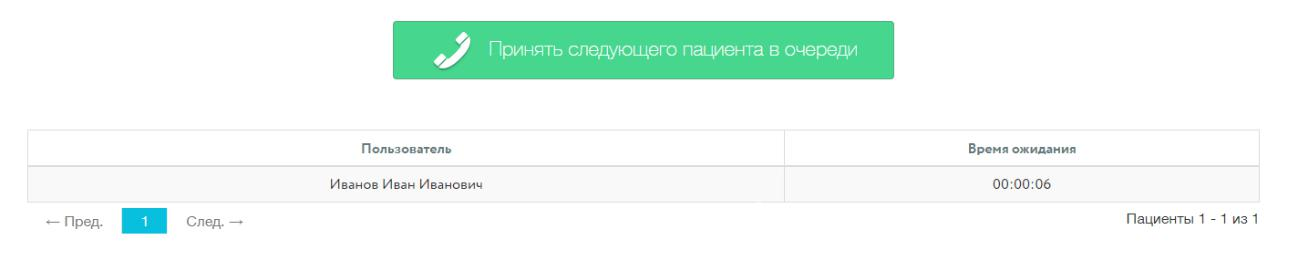 Принять следующего пациента в очереди
Пользователь Время ожидания
Иванов Иван Иванович 00:00:06
← Пред. 1 След. → Пациенты 1 - 1 из 1